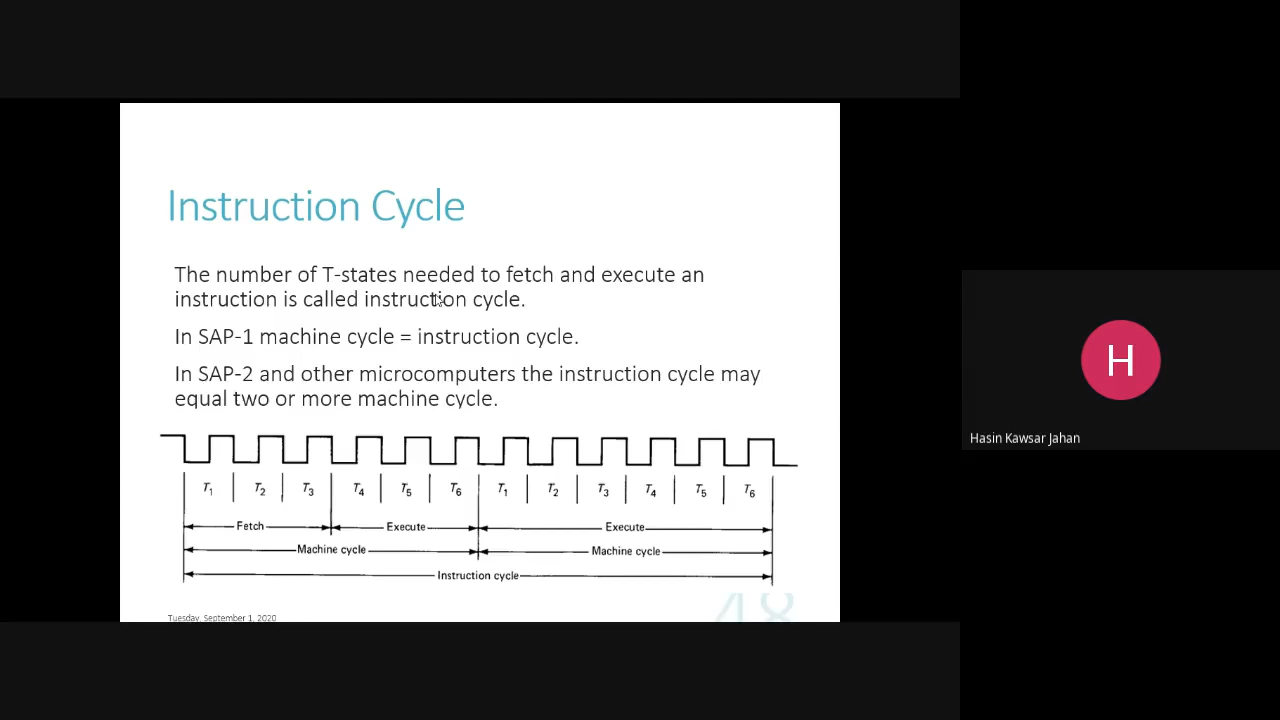 Instruction Cycle
The number of T-states needed to fetch and execute an
instruction is called instruction cycle.
In SAP-1 machine cycle = instruction cycle.
In SAP-2 and other microcomputers the instruction cycle may
equal two or more machine cycle.
T1 T2 T3 T4 T5 T6 T1 T2 T3 T4 T5 T6
Fetch Execute Execute
Machine cycle Machine cycle
Instruction cycle
Tuesday, September 1, 2020
48
H
Hasin Kawsar Jahan